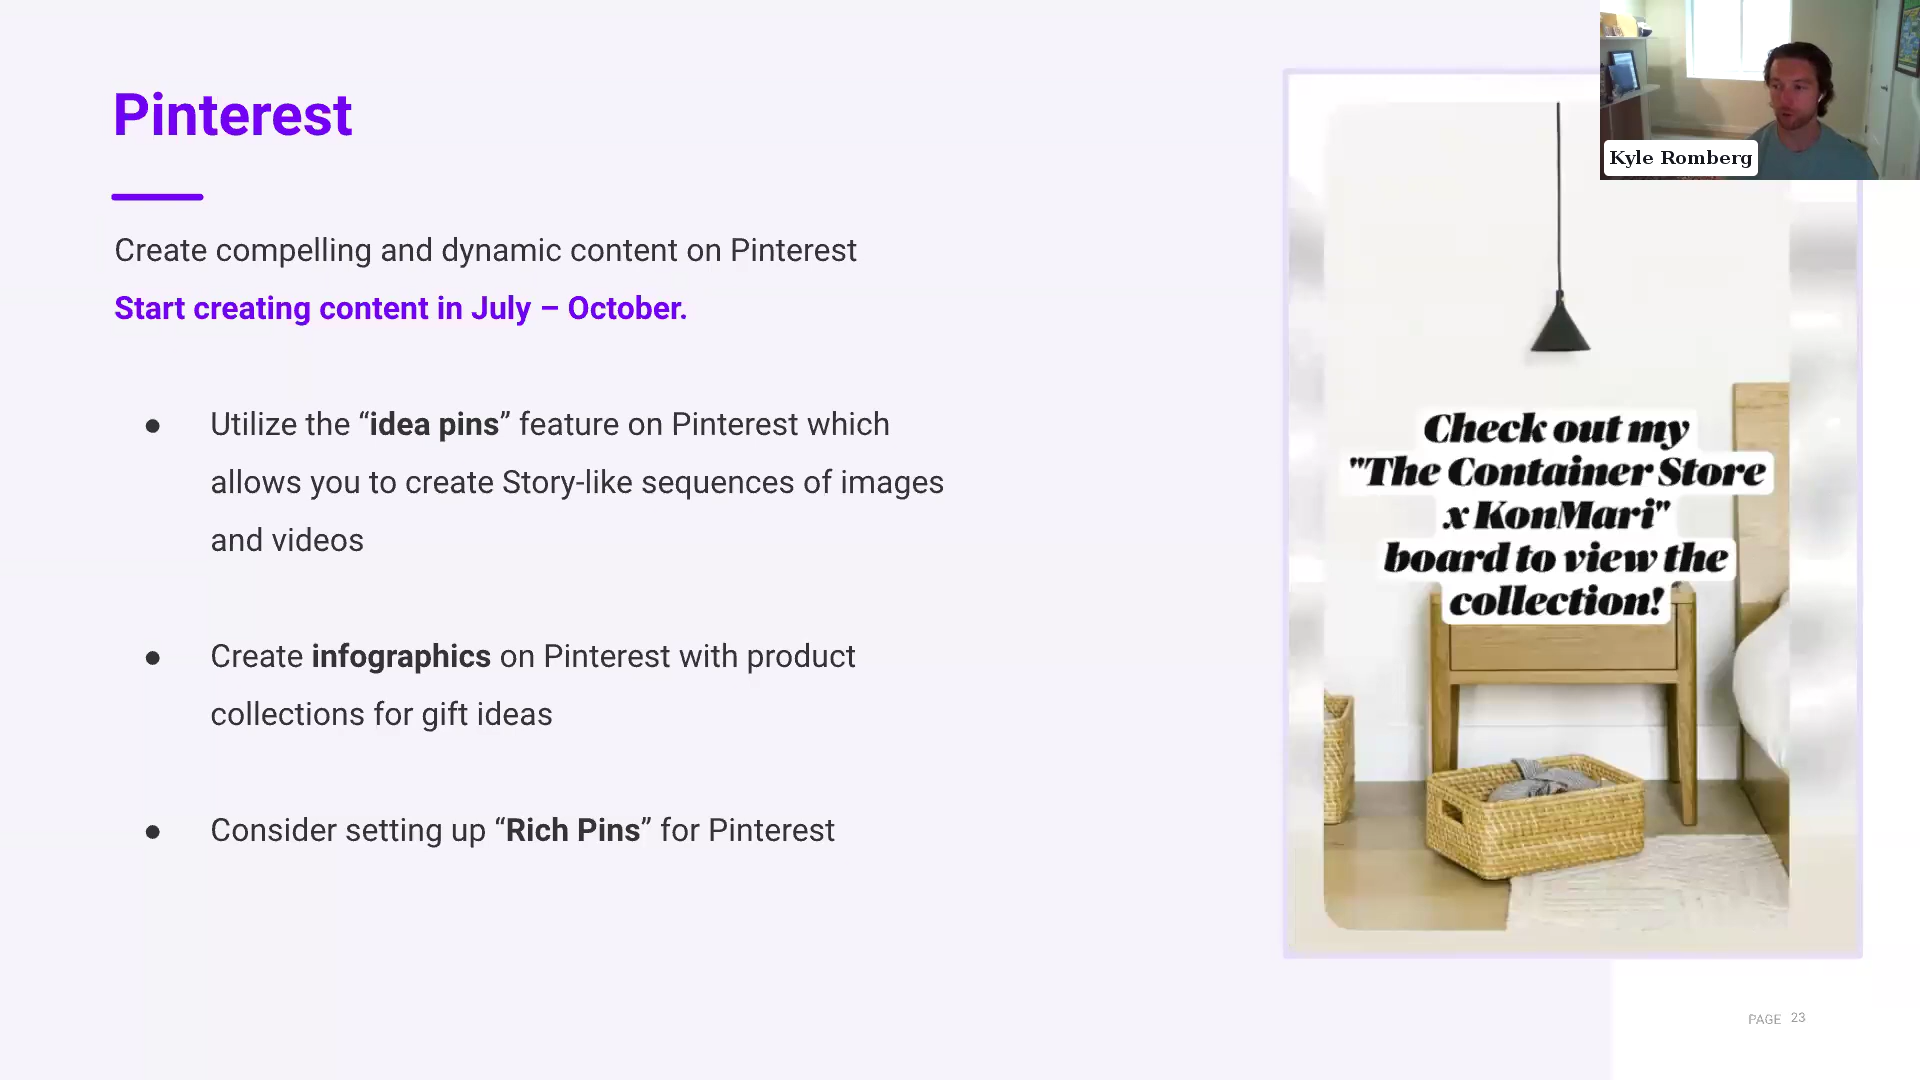 Pinterest
Create compelling and dynamic content on Pinterest
Start creating content in July – October.
● Utilize the “idea pins” feature on Pinterest which
allows you to create Story-like sequences of images
and videos
● Create infographics on Pinterest with product
collections for gift ideas
● Consider setting up “Rich Pins” for Pinterest
Kyle Romberg
Check out my
"The Container Store
x KonMari"
board to view the
collection!
PAGE 23